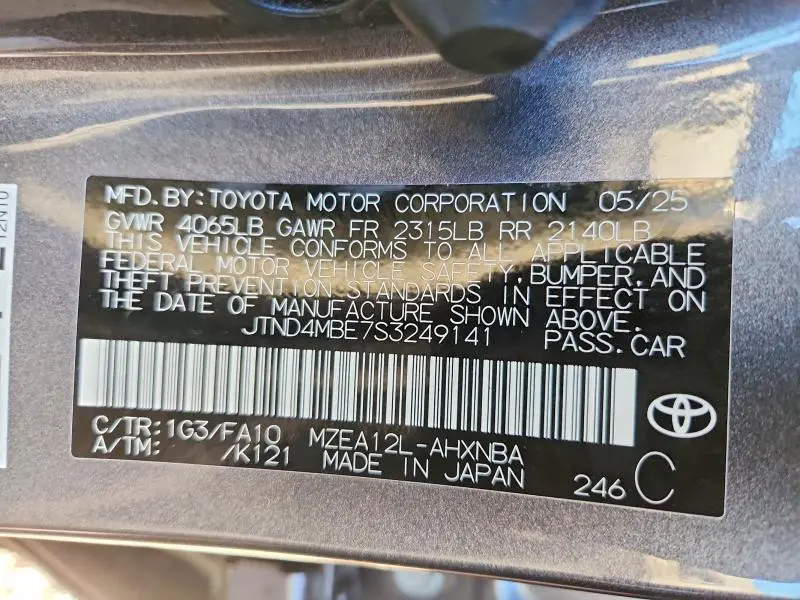 MFD. BY: TOYOTA MOTOR CORPORATION 05/25
GVWR 4065LB GAWR FR 2315LB RR 2140LB
THIS VEHICLE CONFORMS TO ALL APPLICABLE
FEDERAL MOTOR VEHICLE SAFETY, BUMPER, AND
THEFT PREVENTION STANDARDS IN EFFECT ON
THE DATE OF MANUFACTURE SHOWN ABOVE.
JTND4MBE7S3249141 PASS.CAR
C/TR: 1G3/FA10 MZEA12L-AHXNBA
A/TM: /K121 MADE IN JAPAN
246 C
12N10